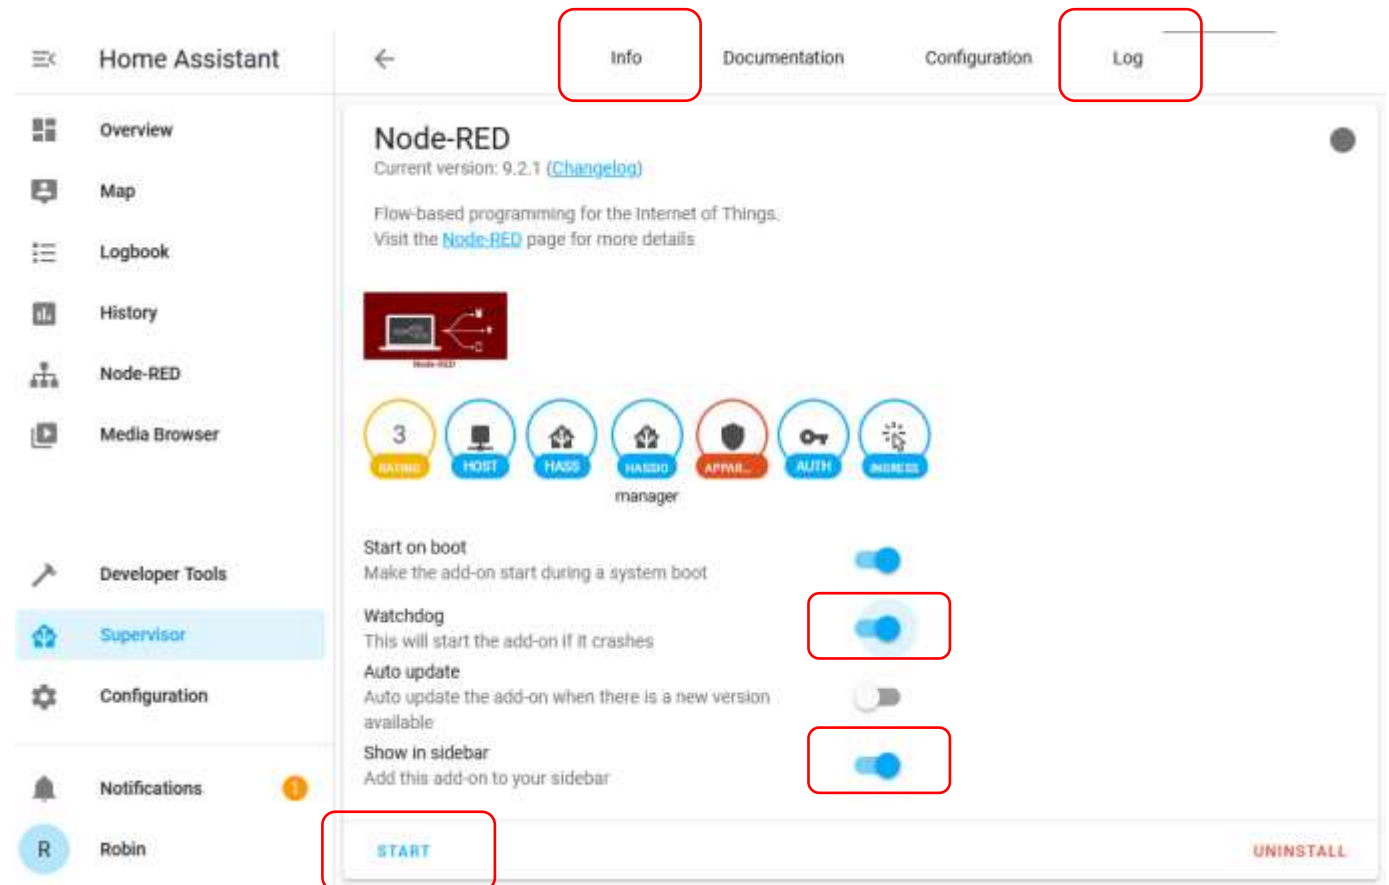 Home Assistant
Info
Documentation
Configuration
Log
Overview
Map
Logbook
History
Node-RED
Media Browser
Developer Tools
Supervisor
Configuration
Notifications
1
R
Robin
Node-RED
Current version: 9.2.1 (Changelog)
Flow-based programming for the Internet of Things.
Visit the Node-RED page for more details
Node-RED
3
RATING
HOST
HASS
HASSIO
manager
APPAR...
AUTH
INGRESS
Start on boot
Make the add-on start during a system boot
Watchdog
This will start the add-on if it crashes
Auto update
Auto update the add-on when there is a new version
available
Show in sidebar
Add this add-on to your sidebar
START
UNINSTALL